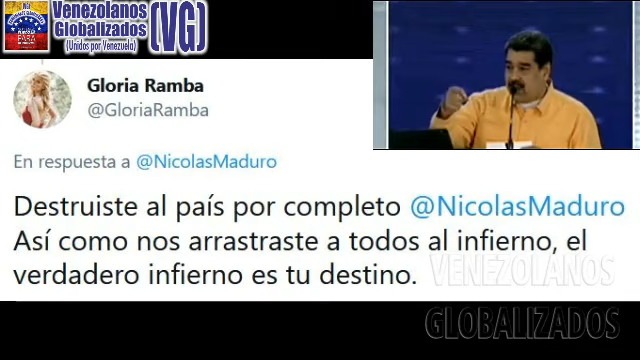 Venezolanos
Globalizados
(Unidos por Venezuela)
(VG)
Gloria Ramba
@GloriaRamba
En respuesta a @NicolasMaduro
Destruiste al país por completo @NicolasMaduro
Así como nos arrastraste a todos al infierno, el
verdadero infierno es tu destino.
VENEZOLANOS
GLOBALIZADOS